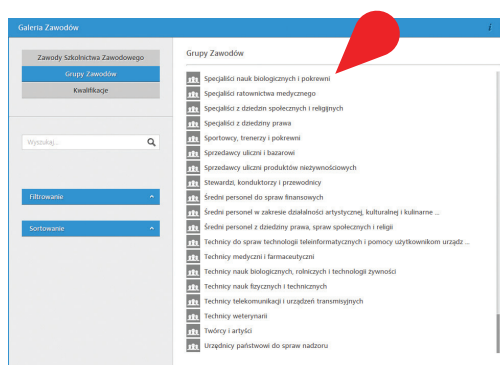 Galeria Zawodów
i
Zawody Szkolnictwa Zawodowego
Grupy Zawodów
Kwalifikacje
Wyszukaj...
Filtrowanie
Sortowanie
Grupy Zawodów
Specjaliści nauk biologicznych i pokrewni
Specjaliści ratownictwa medycznego
Specjaliści z dziedzin społecznych i religijnych
Specjaliści z dziedziny prawa
Sportowcy, trenerzy i pokrewni
Sprzedawcy uliczni i bazarowi
Sprzedawcy uliczni produktów nieżywnościowych
Stewardzi, konduktorzy i przewodnicy
Średni personel do spraw finansowych
Średni personel w zakresie działalności artystycznej, kulturalnej i kulinarne ...
Średni personel z dziedziny prawa, spraw społecznych i religii
Technicy do spraw technologii teleinformatycznych i pomocy użytkownikom urządz ...
Technicy medyczni i farmaceutyczni
Technicy nauk biologicznych, rolniczych i technologii żywności
Technicy nauk fizycznych i technicznych
Technicy telekomunikacji i urządzeń transmisyjnych
Technicy weterynarii
Twórcy i artyści
Urzędnicy państwowi do spraw nadzoru